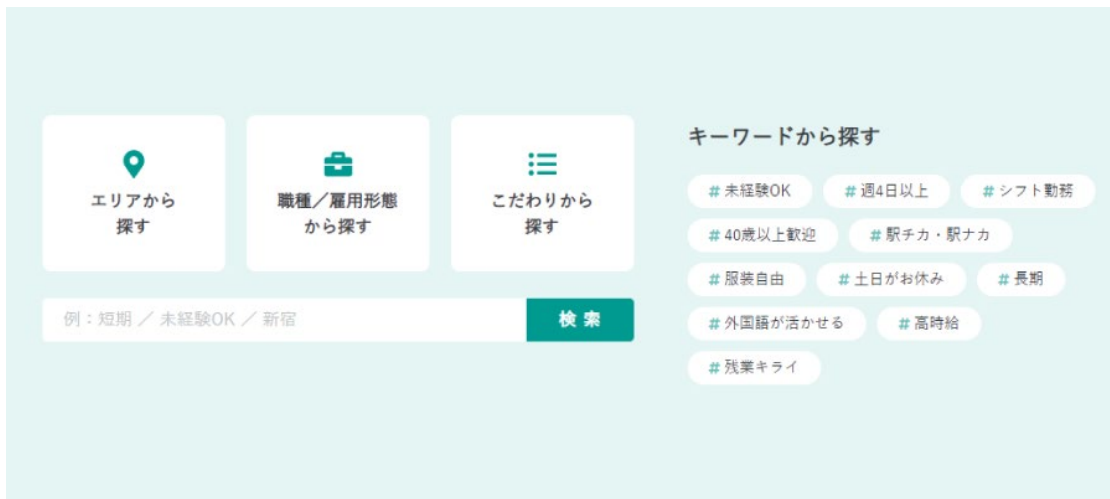 エリアから
探す
職種／雇用形態
から探す
こだわりから
探す
例：短期 ／ 未経験OK ／ 新宿
検索
キーワードから探す
# 未経験OK
# 週4日以上
# シフト勤務
# 40歳以上歓迎
# 駅チカ・駅ナカ
# 服装自由
# 土日がお休み
# 長期
# 外国語が活かせる
# 高時給
# 残業キライ